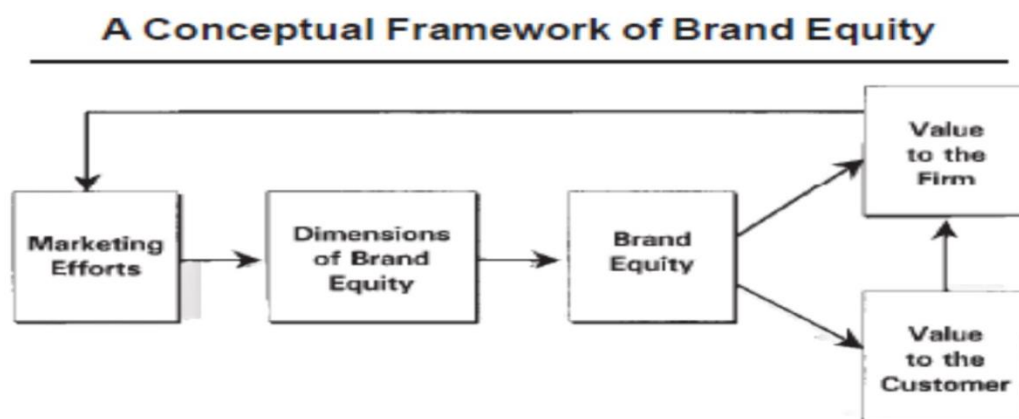 A Conceptual Framework of Brand Equity
Marketing
Efforts
Dimensions
of Brand
Equity
Brand
Equity
Value
to the
Firm
Value
to the
Customer